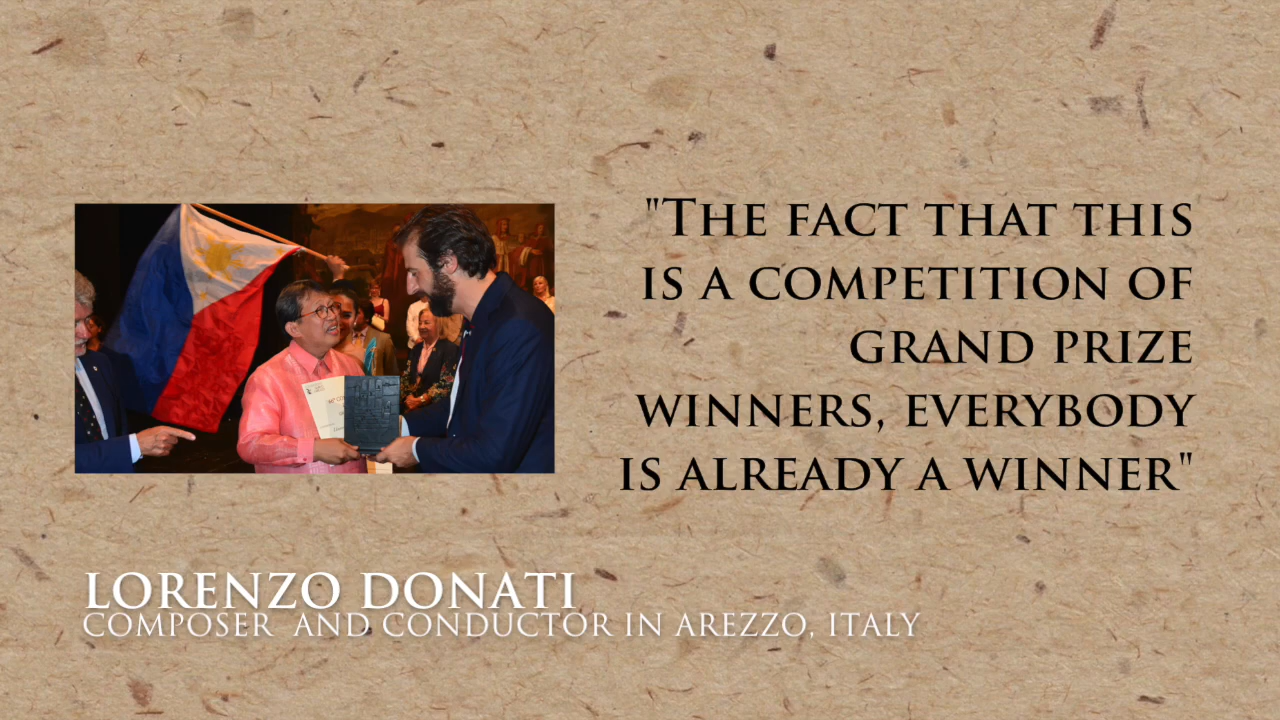 "The fact that this
is a competition of
grand prize
winners, everybody
is already a winner"
LORENZO DONATI
COMPOSER AND CONDUCTOR IN AREZZO, ITALY